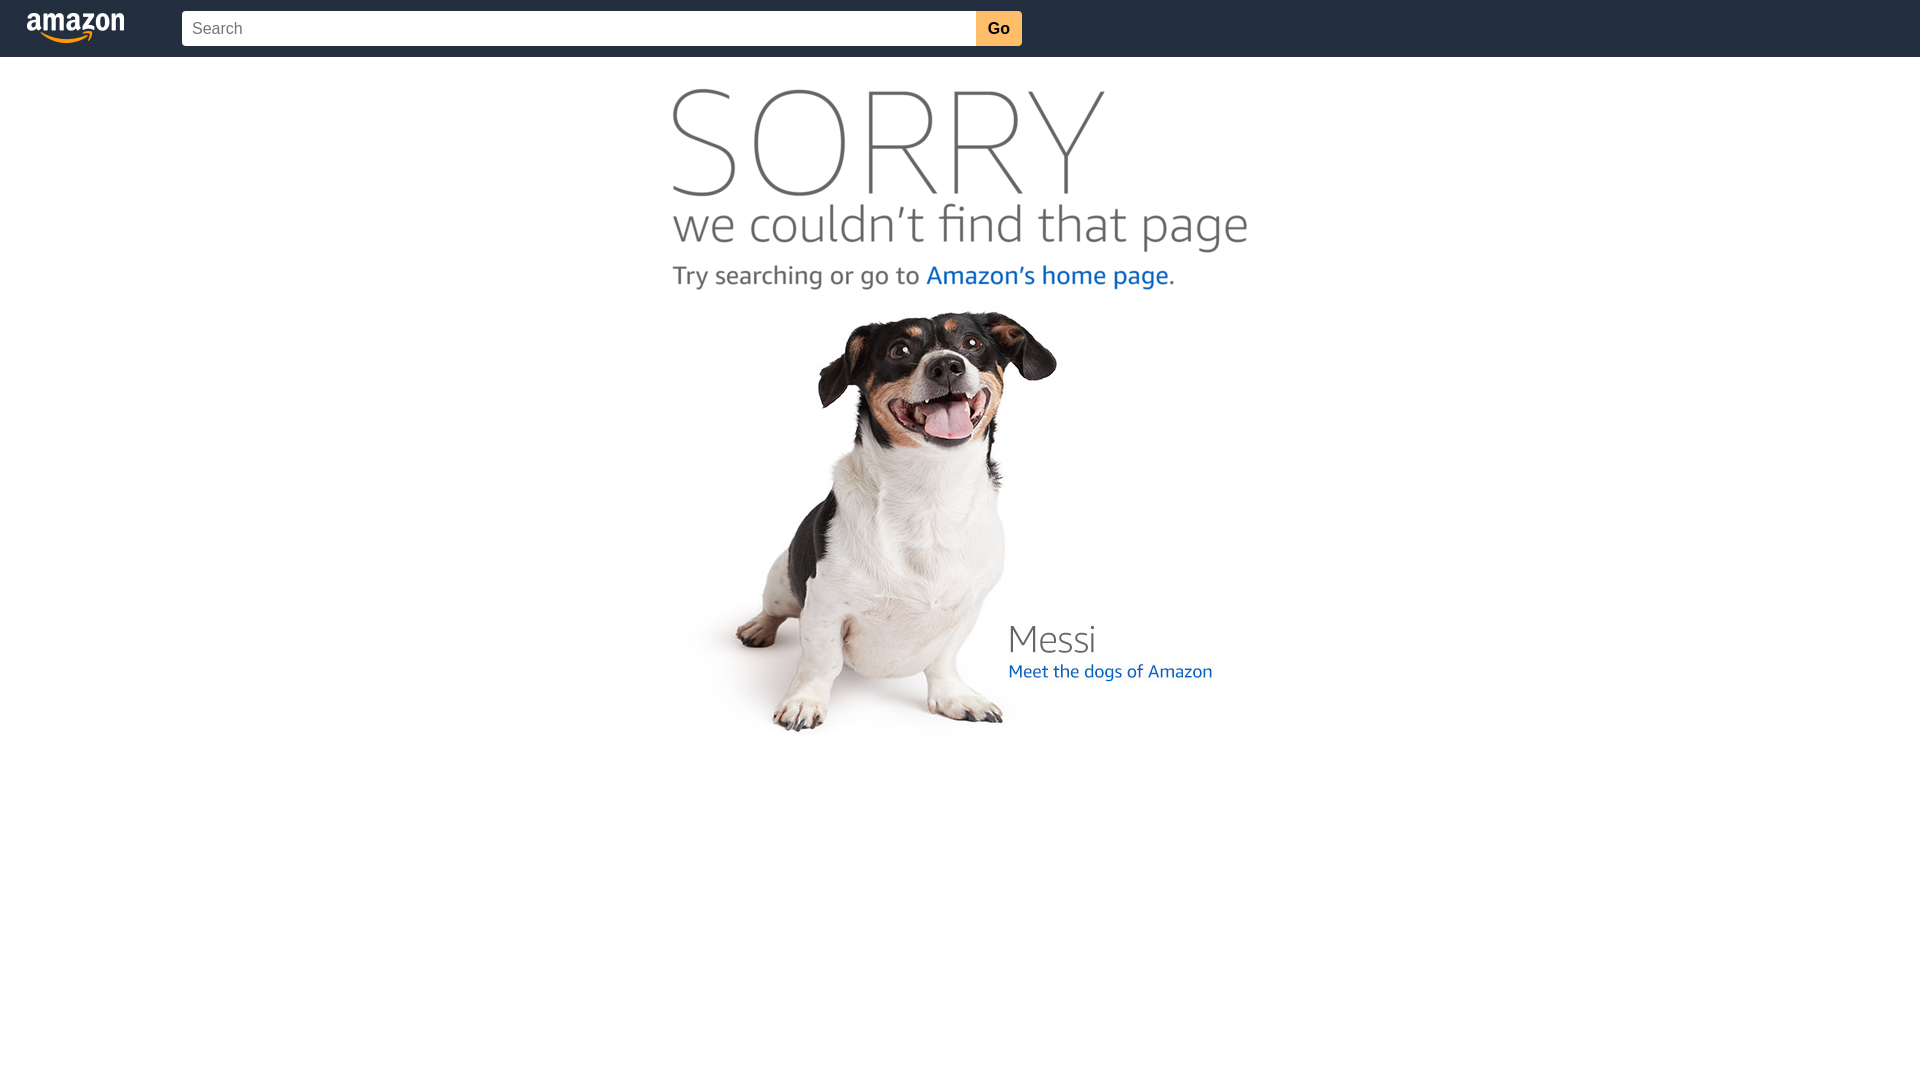 amazon
Search
Go
SORRY
we couldn't find that page
Try searching or go to Amazon's home page.
Messi
Meet the dogs of Amazon